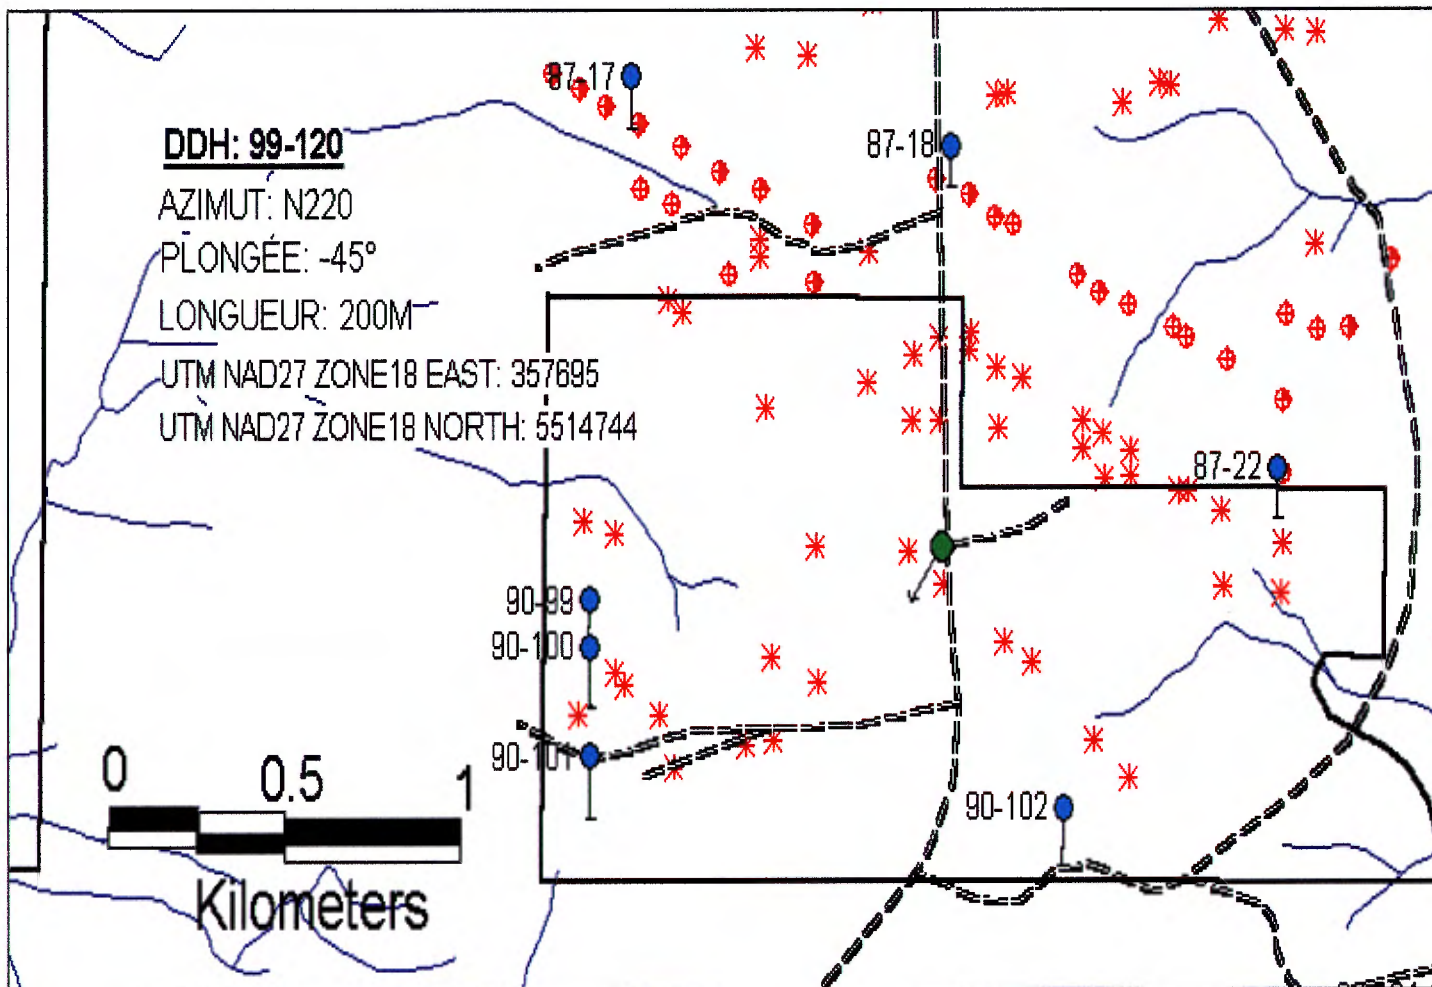 87-17
DDH: 99-120
87-18
AZIMUT: N220
PLONGÉE: -45°
LONGUEUR: 200M
UTM NAD27 ZONE18 EAST: 357695
UTM NAD27 ZONE18 NORTH: 5514744
87-22
90-99
90-100
90-101
0 0.5 1
90-102
Kilometers